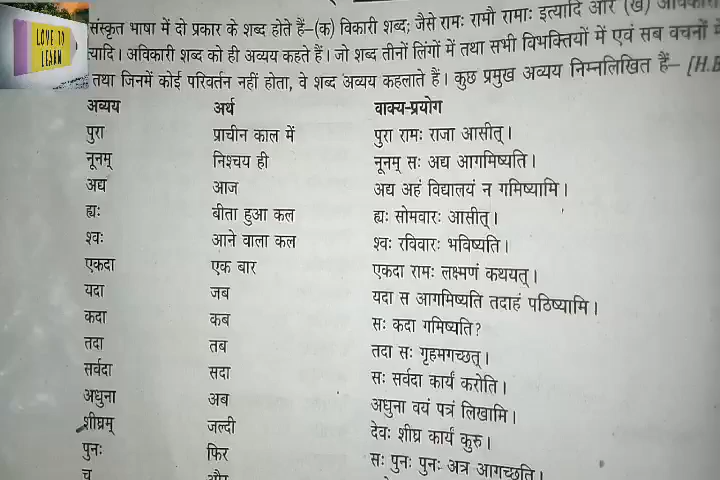 LOVE TO
LEARN
संस्कृत भाषा में दो प्रकार के शब्द होते हैं–(क) विकारी शब्द; जैसे रामः रामौ रामाः इत्यादि और (ख)
यादि। अविकारी शब्द को ही अव्यय कहते हैं। जो शब्द तीनों लिंगों में तथा सभी विभक्तियों में एवं सब वचनों
तथा जिनमें कोई परिवर्तन नहीं होता, वे शब्द अव्यय कहलाते हैं। कुछ प्रमुख अव्यय निम्नलिखित हैं– [H.B
अव्यय अर्थ वाक्य-प्रयोग
पुरा प्राचीन काल में पुरा रामः राजा आसीत्।
नूनम् निश्चय ही नूनम् सः अद्य आगमिष्यति।
अद्य आज अद्य अहं विद्यालयं न गमिष्यामि।
ह्यः बीता हुआ कल ह्यः सोमवारः आसीत्।
श्वः आने वाला कल श्वः रविवारः भविष्यति।
एकदा एक बार एकदा रामः लक्ष्मणं कथयत्।
यदा जब यदा स आगमिष्यति तदाहं पठिष्यामि।
कदा कब सः कदा गमिष्यति?
तदा तब तदा सः गृहमगच्छत्।
सर्वदा सदा सः सर्वदा कार्यं करोति।
अधुना अब अधुना वयं पत्रं लिखामि।
शीघ्रम् जल्दी देवः शीघ्र कार्यं कुरु।
पुनः फिर सः पुनः पुनः अत्र आगच्छति।
च और